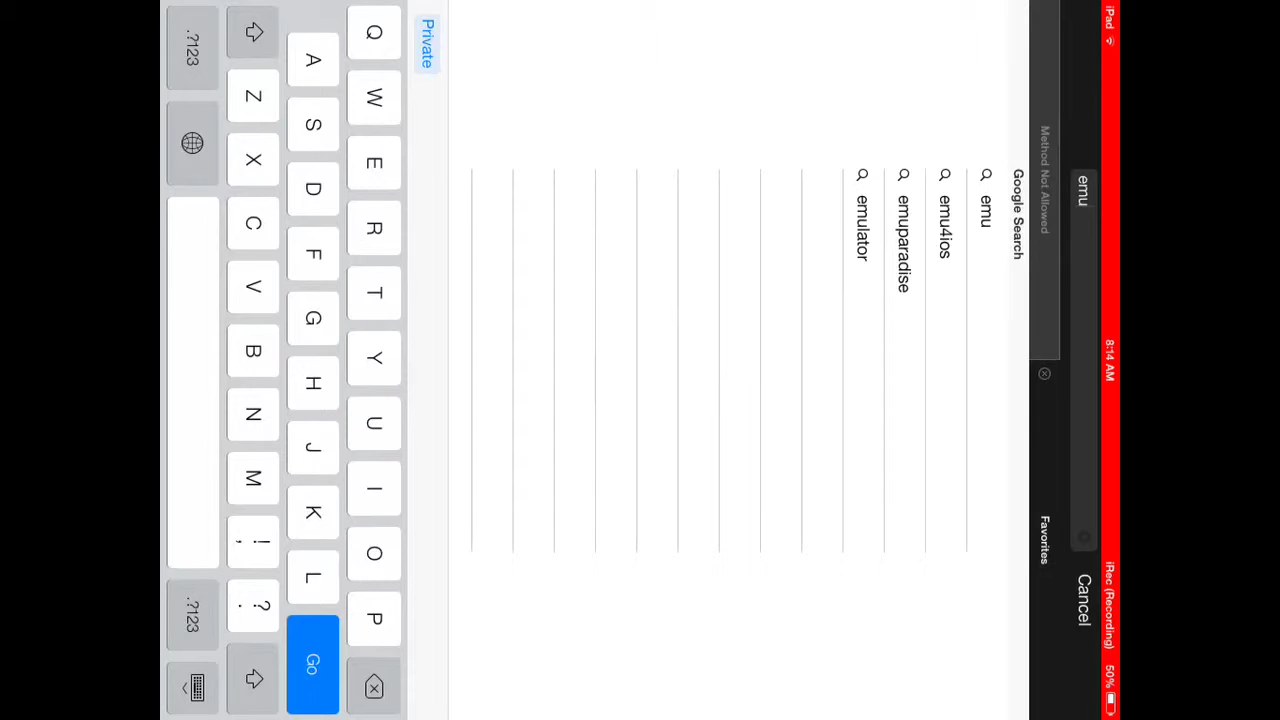 iPad 8:14 AM iRec (Recording) 50%
emu Cancel
Method Not Allowed Favorites
Google Search
emu
emu4ios
emuparadise
emulator
Private
Q W E R T Y U I O P
A S D F G H J K L Go
Z X C V B N M ! , ? .
.?123 .?123